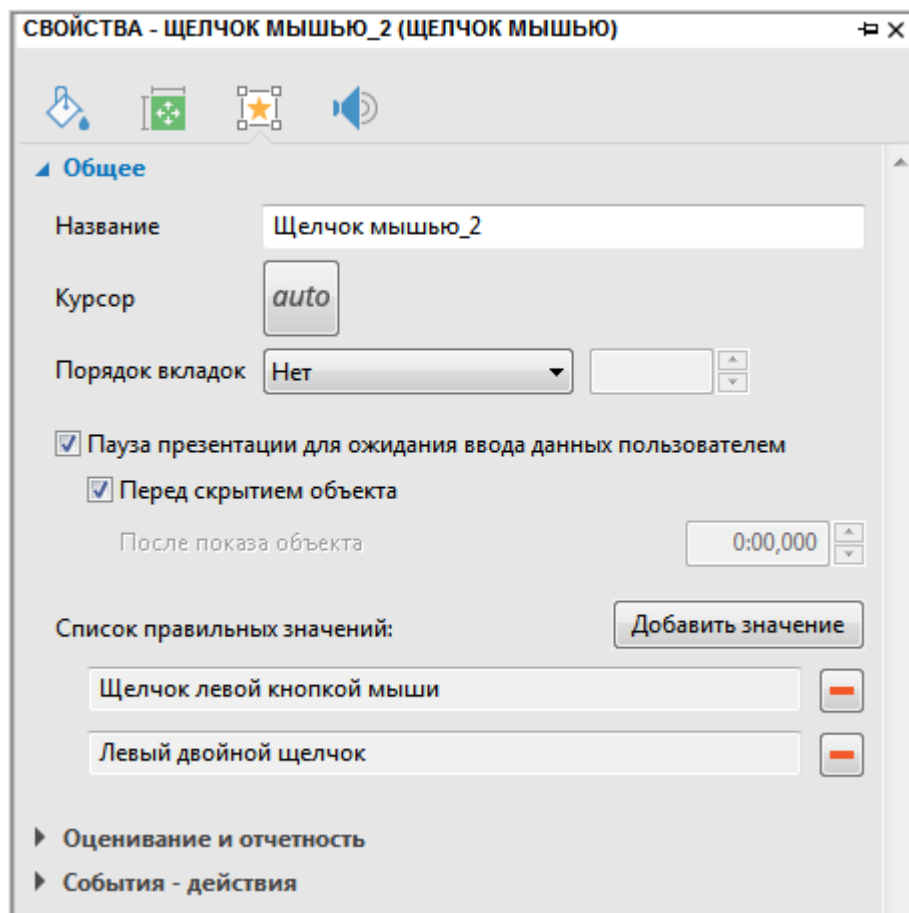 СВОЙСТВА - ЩЕЛЧОК МЫШЬЮ_2 (ЩЕЛЧОК МЫШЬЮ)
Общее
Название Щелчок мышью_2
Курсор auto
Порядок вкладок Нет
Пауза презентации для ожидания ввода данных пользователем
Перед скрытием объекта
После показа объекта 0:00,000
Список правильных значений: Добавить значение
Щелчок левой кнопкой мыши
Левый двойной щелчок
Оценивание и отчетность
События - действия